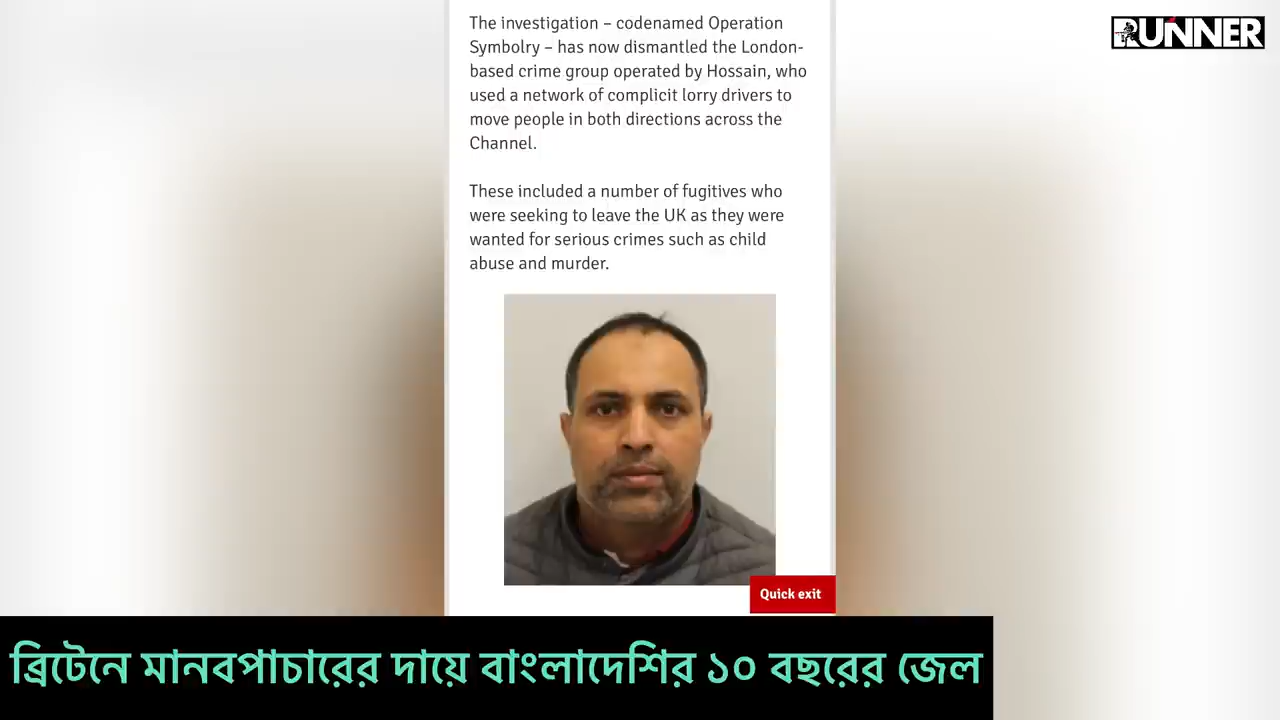 RUNNER
The investigation – codenamed Operation
Symbolry – has now dismantled the London-
based crime group operated by Hossain, who
used a network of complicit lorry drivers to
move people in both directions across the
Channel.
These included a number of fugitives who
were seeking to leave the UK as they were
wanted for serious crimes such as child
abuse and murder.
Quick exit
ব্রিটেনে মানবপাচারের দায়ে বাংলাদেশির ১০ বছরের জেল